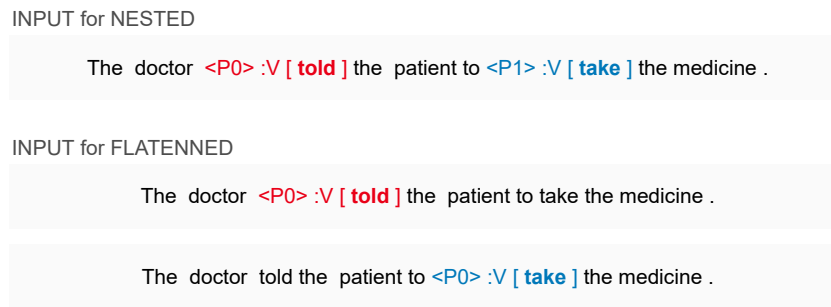 INPUT for NESTED
The doctor <P0> :V [ told ] the patient to <P1> :V [ take ] the medicine .
INPUT for FLATENNED
The doctor <P0> :V [ told ] the patient to take the medicine .
The doctor told the patient to <P0> :V [ take ] the medicine .